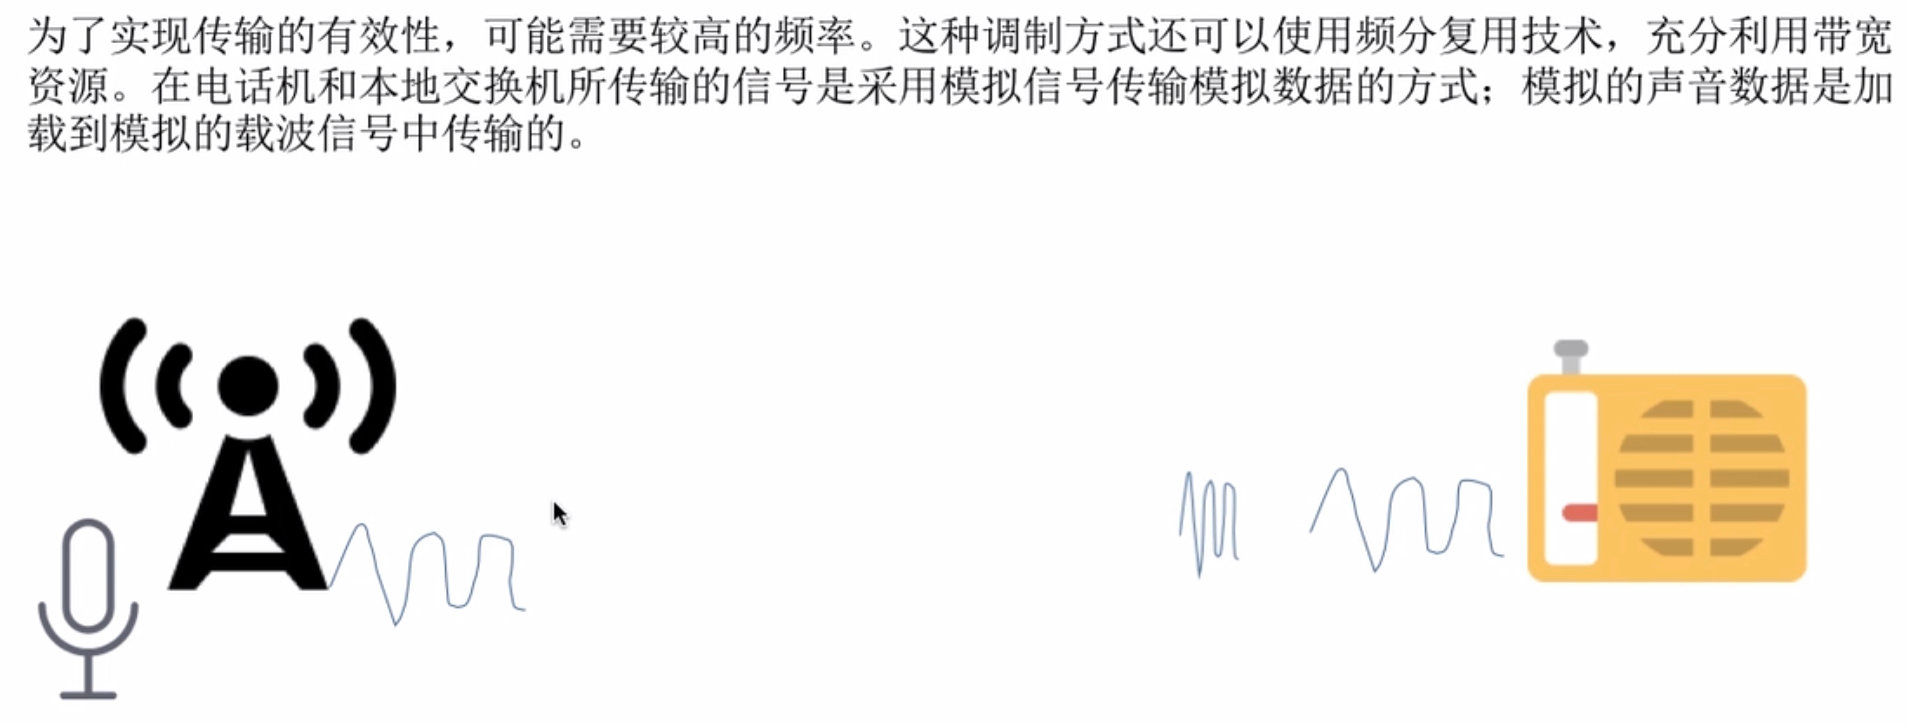 为了实现传输的有效性，可能需要较高的频率。这种调制方式还可以使用频分复用技术，充分利用带宽
资源。在电话机和本地交换机所传输的信号是采用模拟信号传输模拟数据的方式；模拟的声音数据是加
载到模拟的载波信号中传输的。